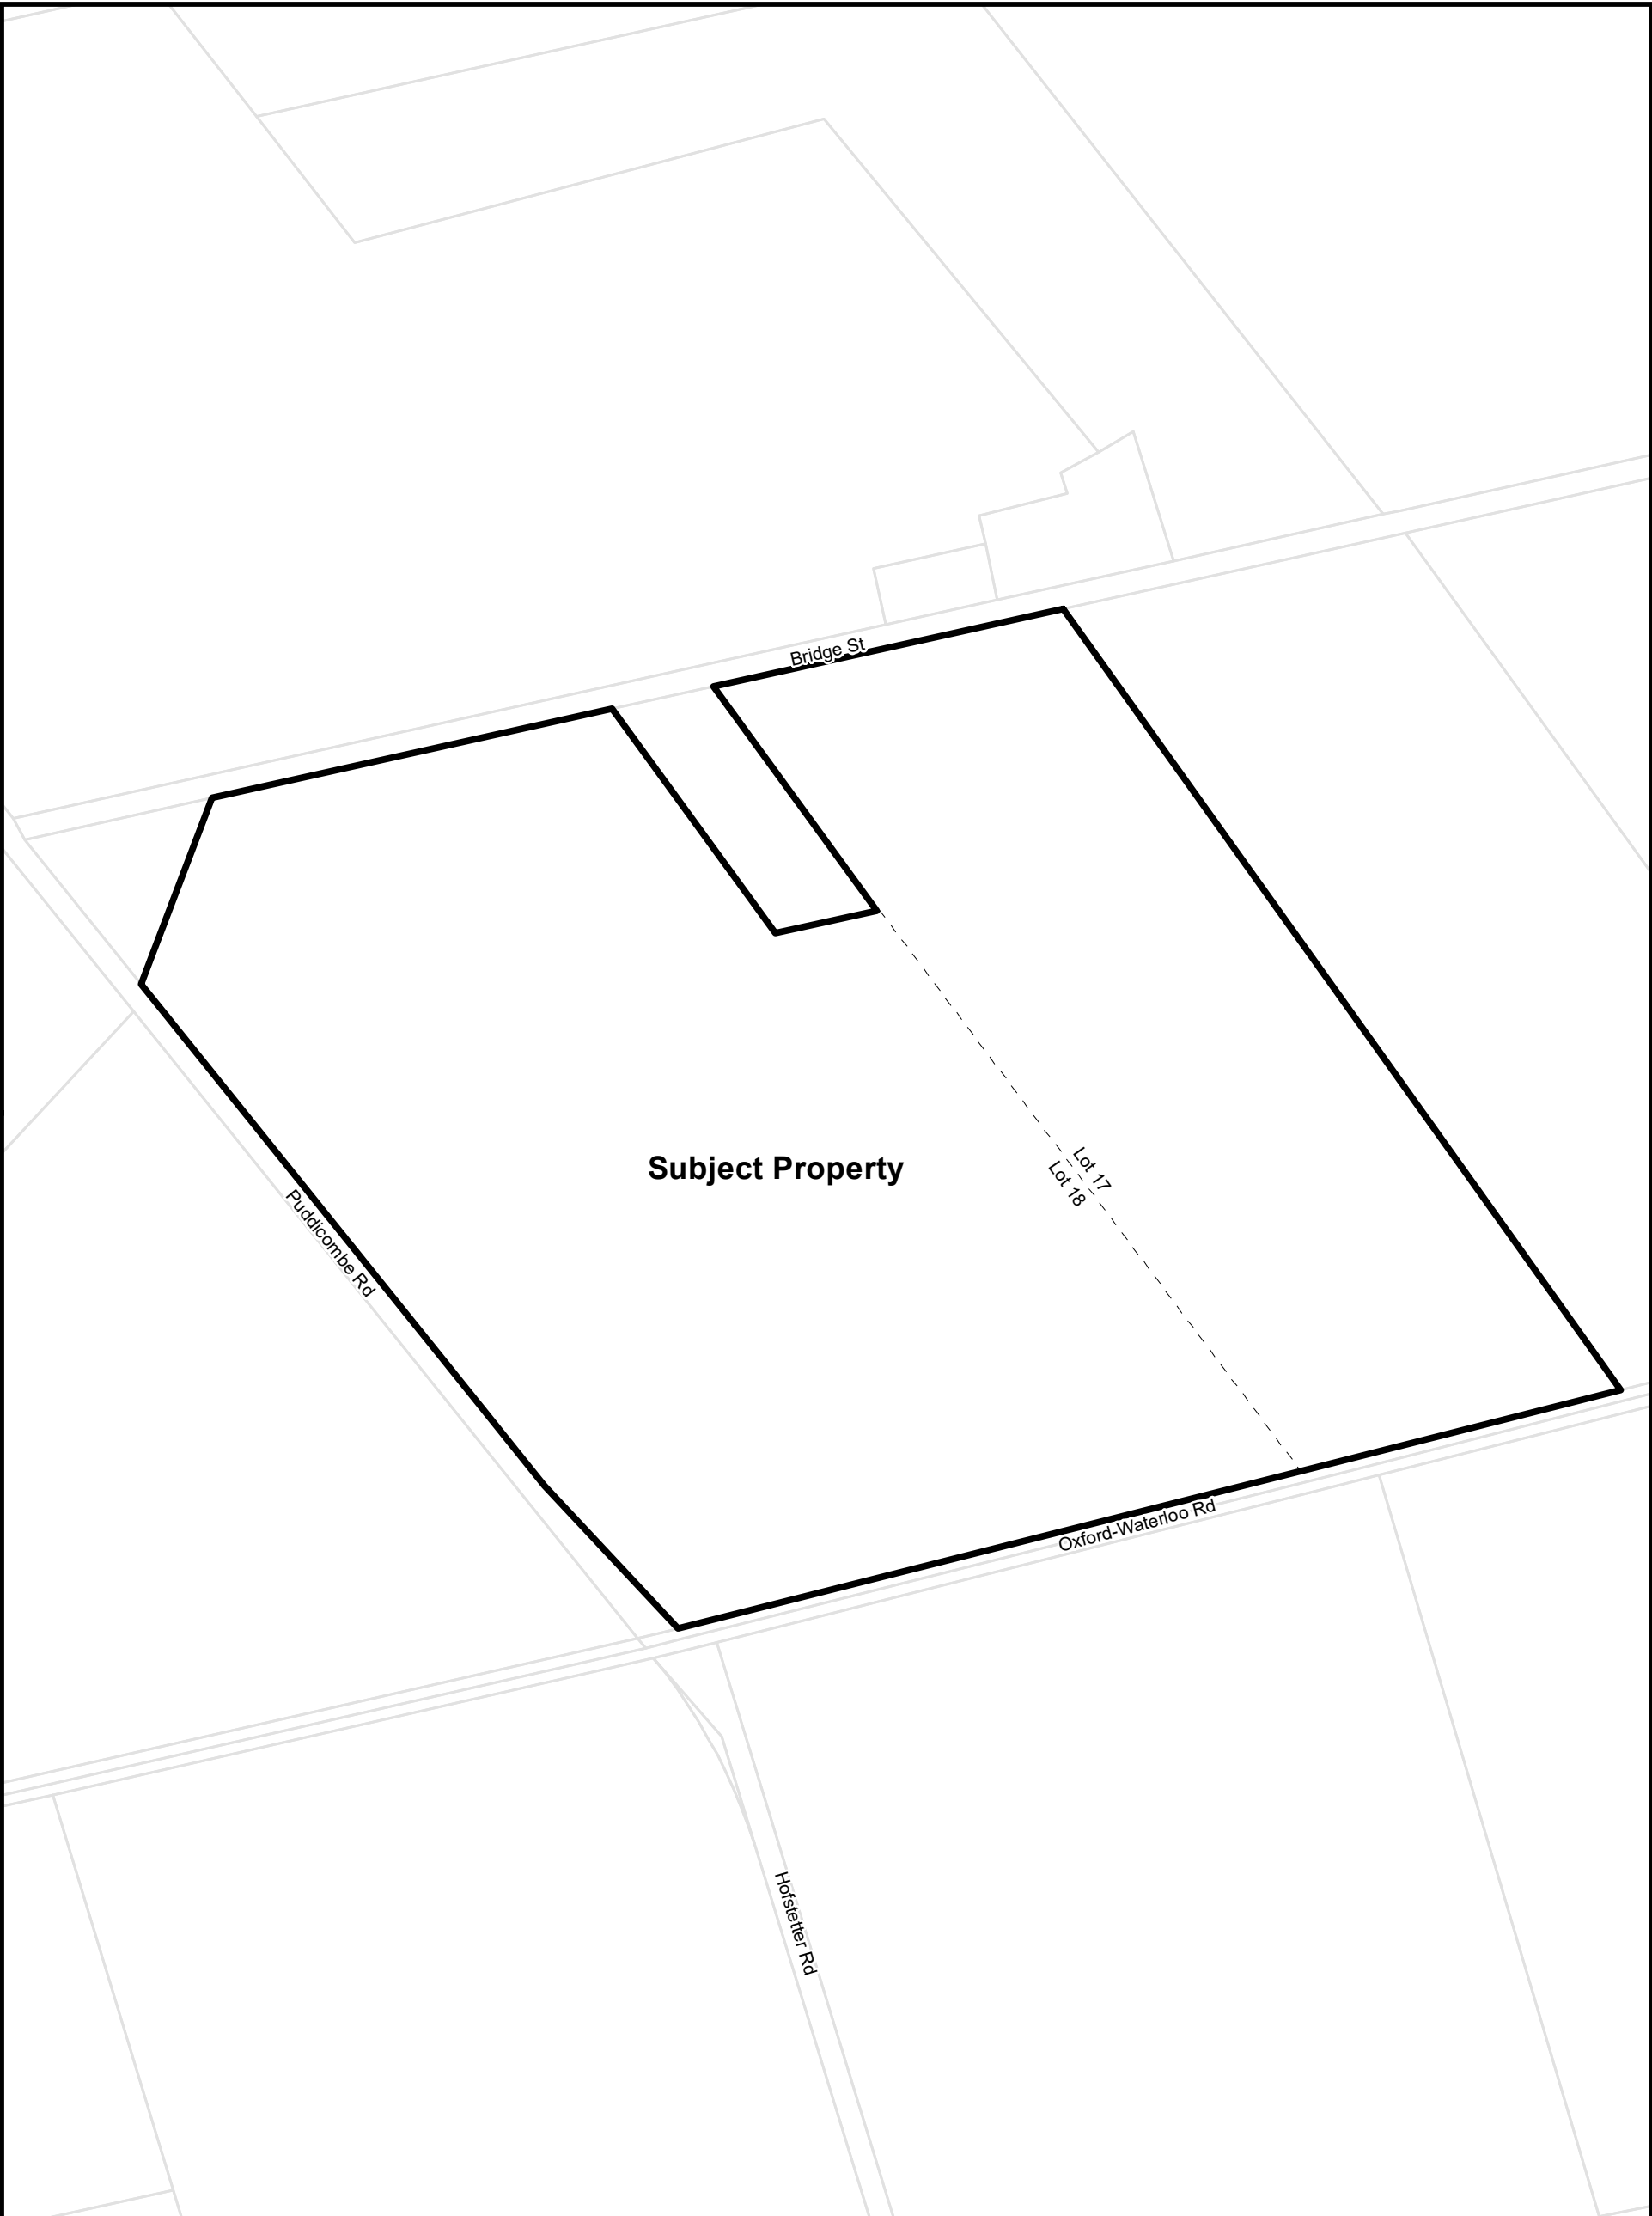 Bridge St
Lot 17
Lot 18
Subject Property
Puddicombe Rd
Oxford-Waterloo Rd
Hofstetter Rd